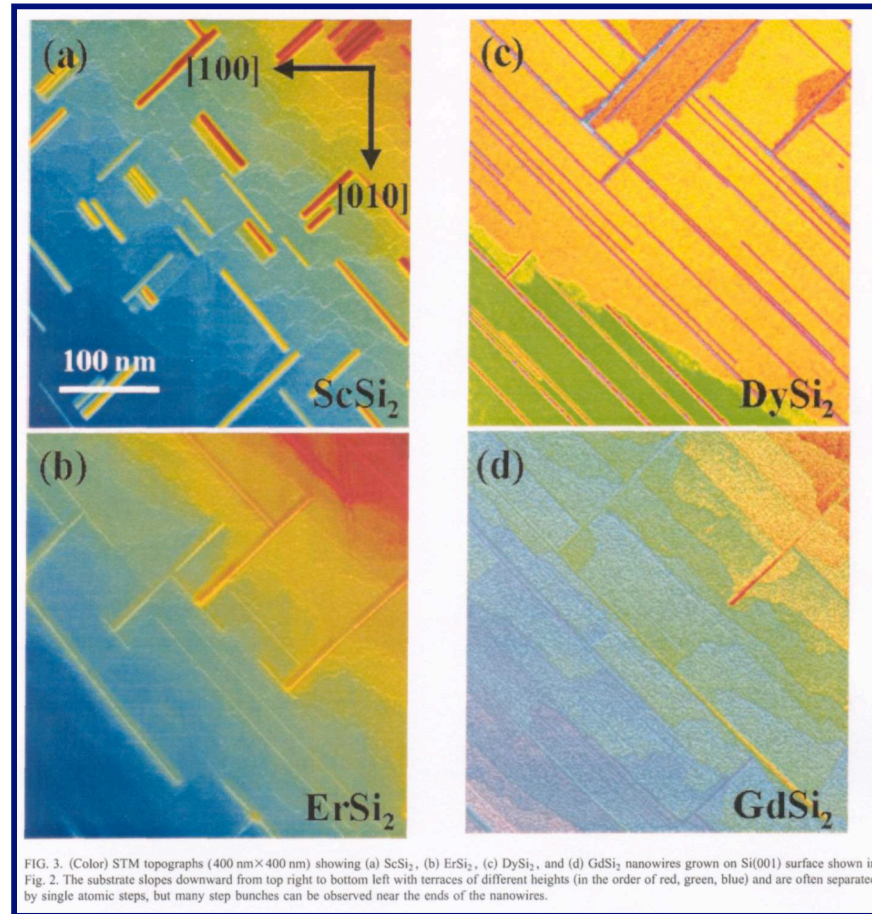 (a)
[100]
[010]
100 nm
ScSi2
(c)
DySi2
(b)
ErSi2
(d)
GdSi2
FIG. 3. (Color) STM topographs (400 nm×400 nm) showing (a) ScSi2, (b) ErSi2, (c) DySi2, and (d) GdSi2 nanowires grown on Si(001) surface shown in
Fig. 2. The substrate slopes downward from top right to bottom left with terraces of different heights (in the order of red, green, blue) and are often separated
by single atomic steps, but many step bunches can be observed near the ends of the nanowires.